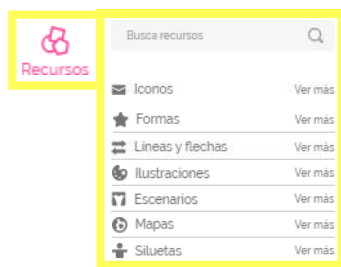 Recursos
Busca recursos
Iconos Ver más
Formas Ver más
Líneas y flechas Ver más
Ilustraciones Ver más
Escenarios Ver más
Mapas Ver más
Siluetas Ver más